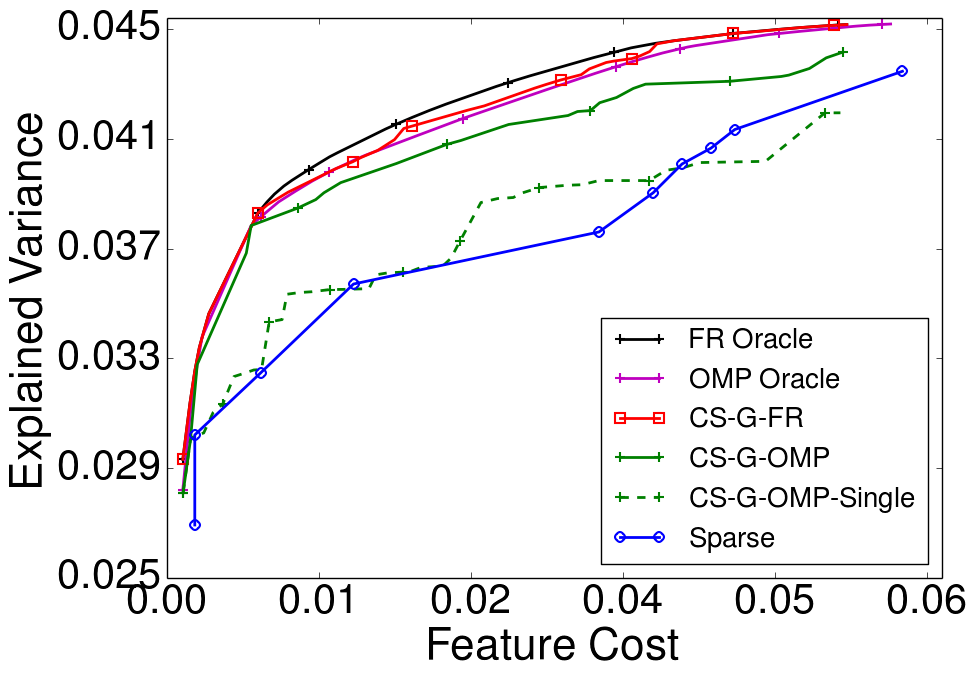 0.045
0.041
0.037
0.033
0.029
0.025
Explained Variance
0.00 0.01 0.02 0.04 0.05 0.06
Feature Cost
FR Oracle
OMP Oracle
CS-G-FR
CS-G-OMP
CS-G-OMP-Single
Sparse